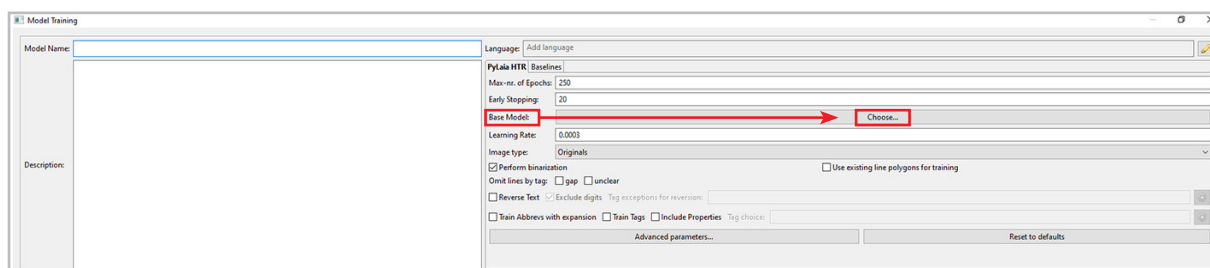 Model Training
Model Name:
Language: Add language
PyLaia HTR Baselines
Max-nr. of Epochs: 250
Early Stopping: 20
Base Model: Choose...
Learning Rate: 0.0003
Image type: Originals
Description:
Perform binarization Use existing line polygons for training
Omit lines by tag: gap unclear
Reverse Text Exclude digits Tag exceptions for reversion:
Train Abbrevs with expansion Train Tags Include Properties Tag choice:
Advanced parameters... Reset to defaults